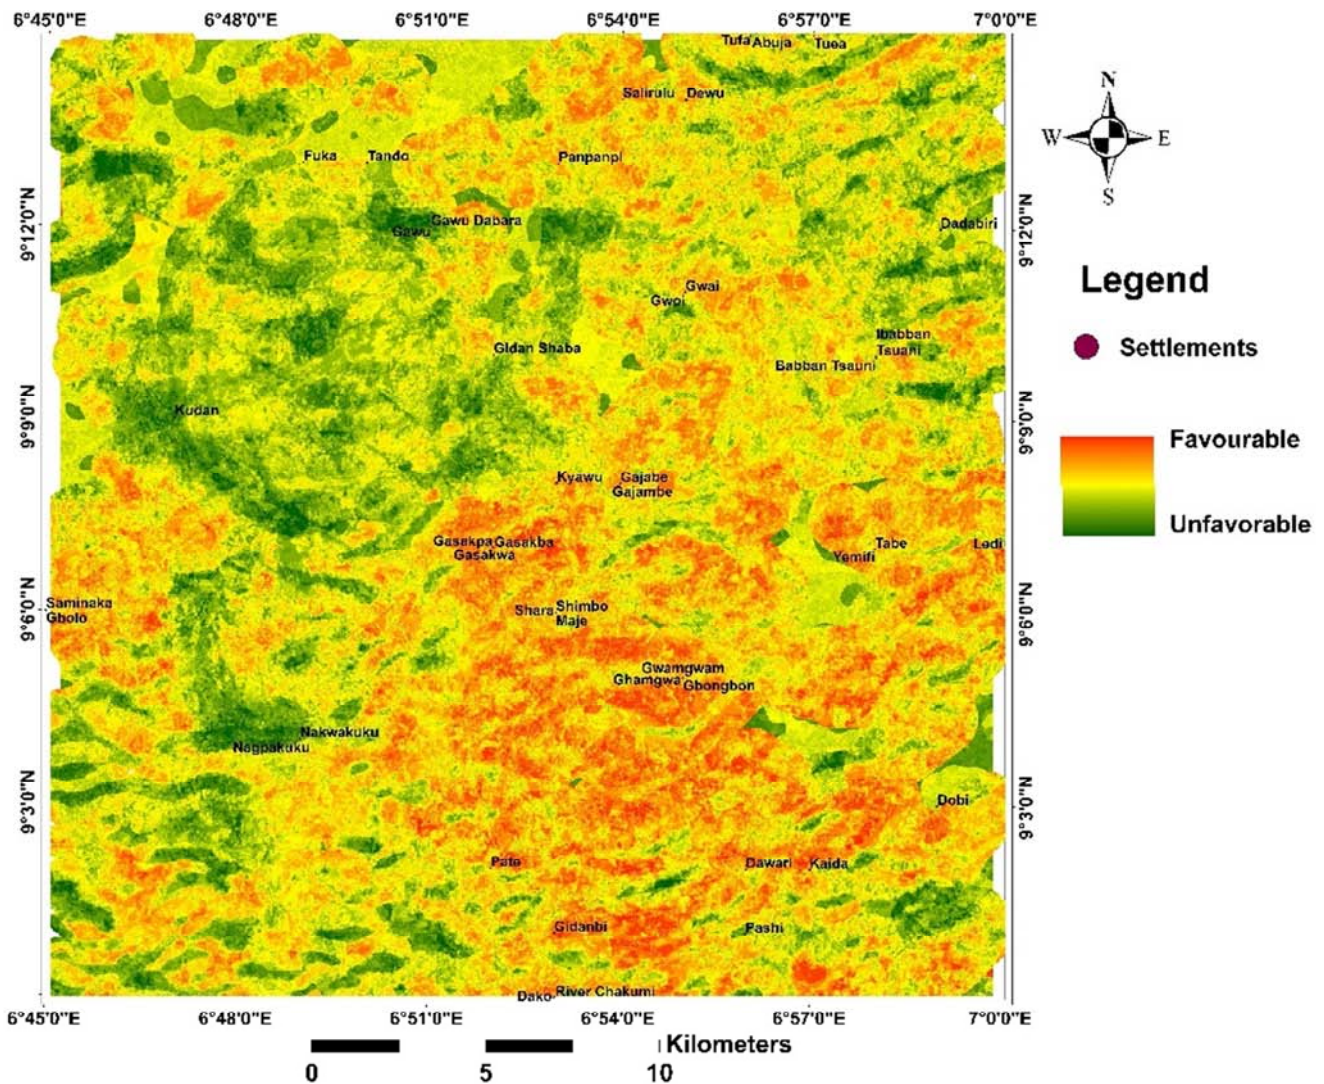 6°45'0"E 6°48'0"E 6°51'0"E 6°54'0"E 6°57'0"E 7°0'0"E
Tufa Abuja Tuea
Salirulu Dewu
Fuka Tando Panpanpl
Gawu Dabara
Gawu
Dadabiri
9°12'0"N 9°12'0"N
Gwai
Gwoi
Gldan Shaba
Ibabban
Tsuani
Babban Tsauni
Kudan
9°9'0"N 9°9'0"N
Kyawu Gajabe
Gajambe
Gasakpa Gasakba
Gasakwa
Tabe
Yemifi
Ledi
Saminaka
Gbolo
Shara Shimbo
Maje
9°6'0"N 9°6'0"N
Gwamgwam
Ghamgwa Gbongbon
Nakwakuku
Nagpakuku
9°3'0"N 9°3'0"N
Dobi
Pate Dawari Kaida
Gidanbi Pashi
Dako River Chakumi
6°45'0"E 6°48'0"E 6°51'0"E 6°54'0"E 6°57'0"E 7°0'0"E
Kilometers
0 5 10
N
W E
S
Legend
Settlements
Favourable
Unfavorable